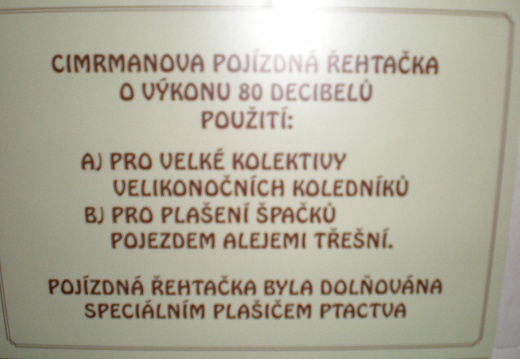 CIMRMANOVA POJÍZDNÁ ŘEHTAČKA
O VÝKONU 80 DECIBELŮ
POUŽITÍ:
A) PRO VELKÉ KOLEKTIVY
VELIKONOČNÍCH KOLEDNÍKŮ
B) PRO PLAŠENÍ ŠPAČKŮ
POJEZDEM ALEJEMI TŘEŠNÍ.
POJÍZDNÁ ŘEHTAČKA BYLA DOLŇOVÁNA
SPECIÁLNÍM PLAŠIČEM PTACTVA